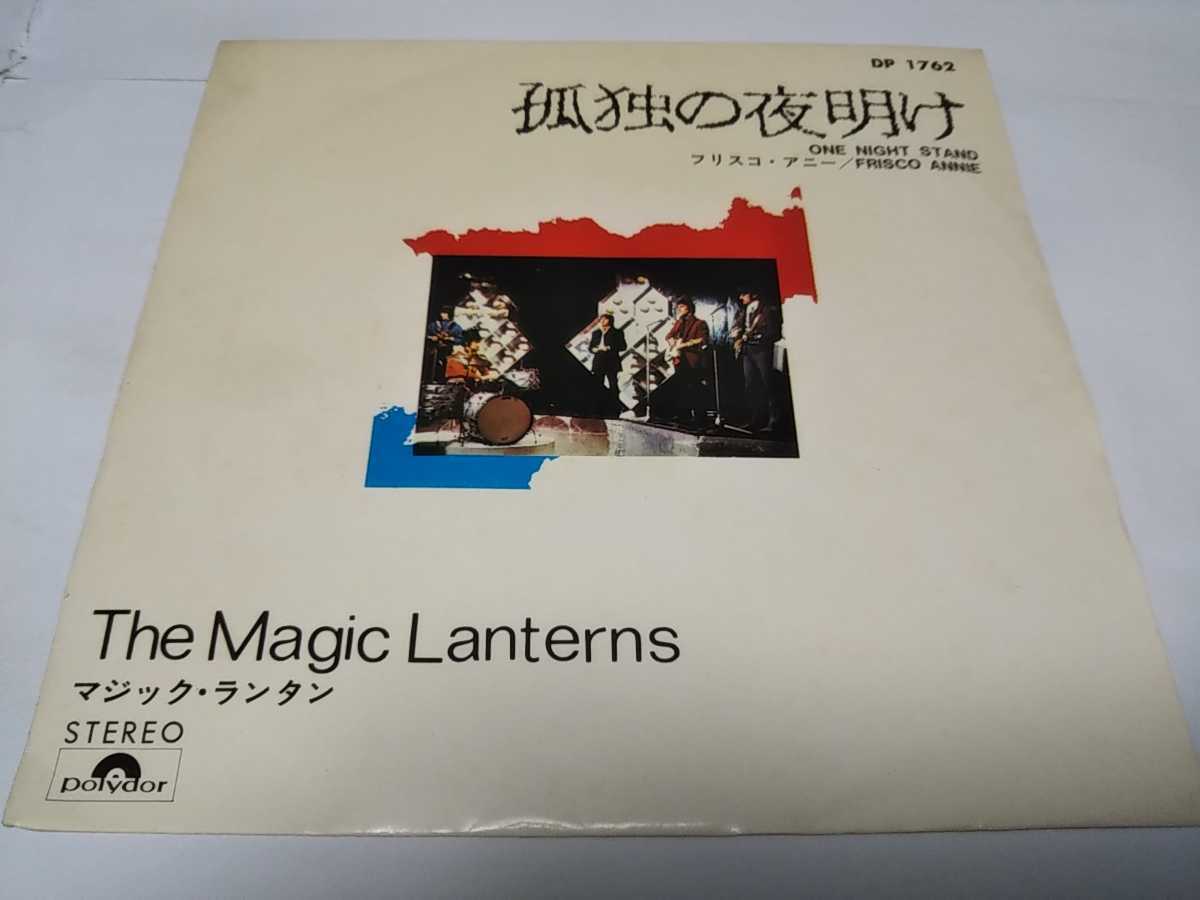 DP 1762
孤独の夜明け
ONE NIGHT STAND
フリスコ・アニー/FRISCO ANNIE
The Magic Lanterns
マジック・ランタン
STEREO
polydor